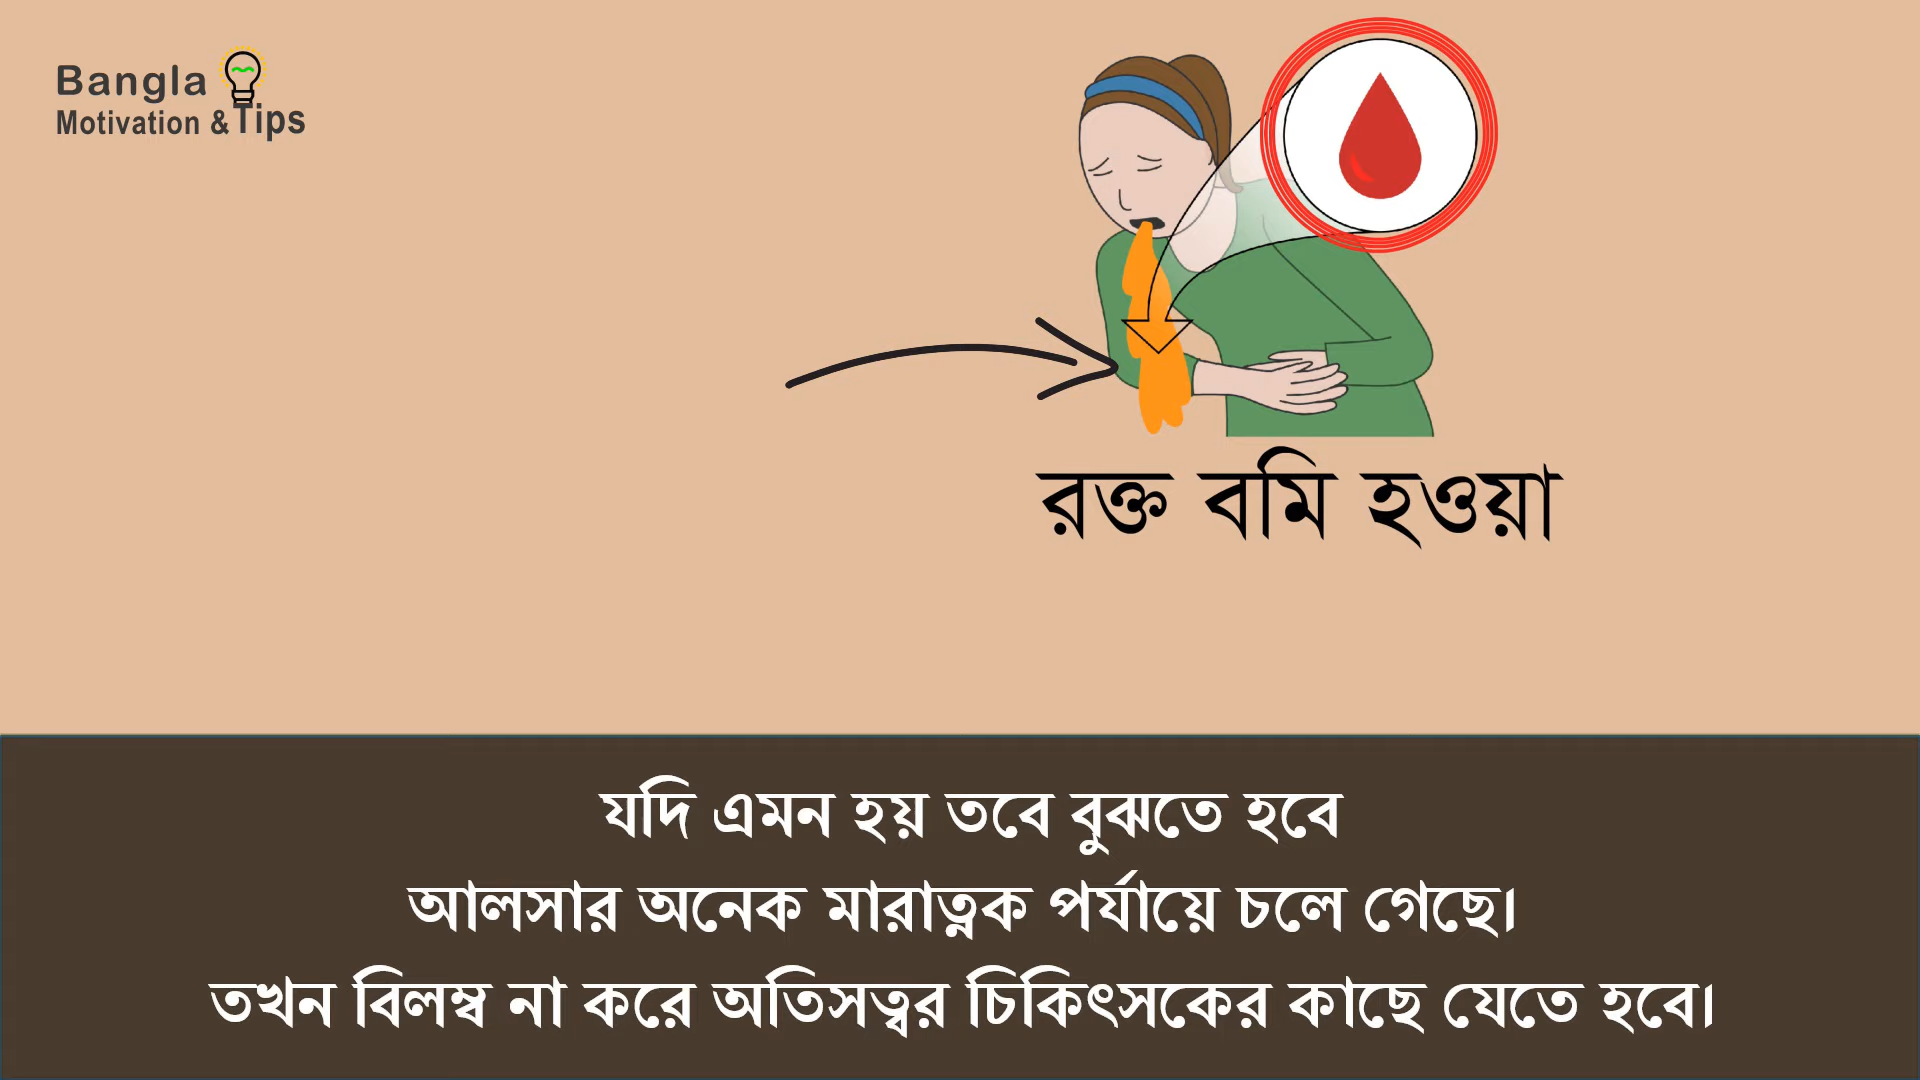 Bangla
Motivation & Tips
রক্ত বমি হওয়া
যদি এমন হয় তবে বুঝতে হবে
আলসার অনেক মারাত্নক পর্যায়ে চলে গেছে।
তখন বিলম্ব না করে অতিসত্বর চিকিৎসকের কাছে যেতে হবে।